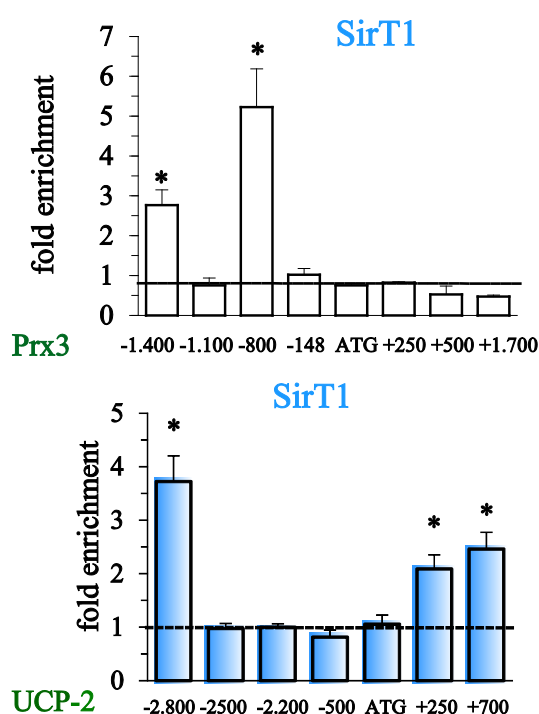 SirT1
fold enrichment
7
6
5
4
3
2
1
0
* *
Prx3 -1.400 -1.100 -800 -148 ATG +250 +500 +1.700
SirT1
fold enrichment
5
4
3
2
1
0
* * *
UCP-2 -2.800 -2500 -2.200 -500 ATG +250 +700